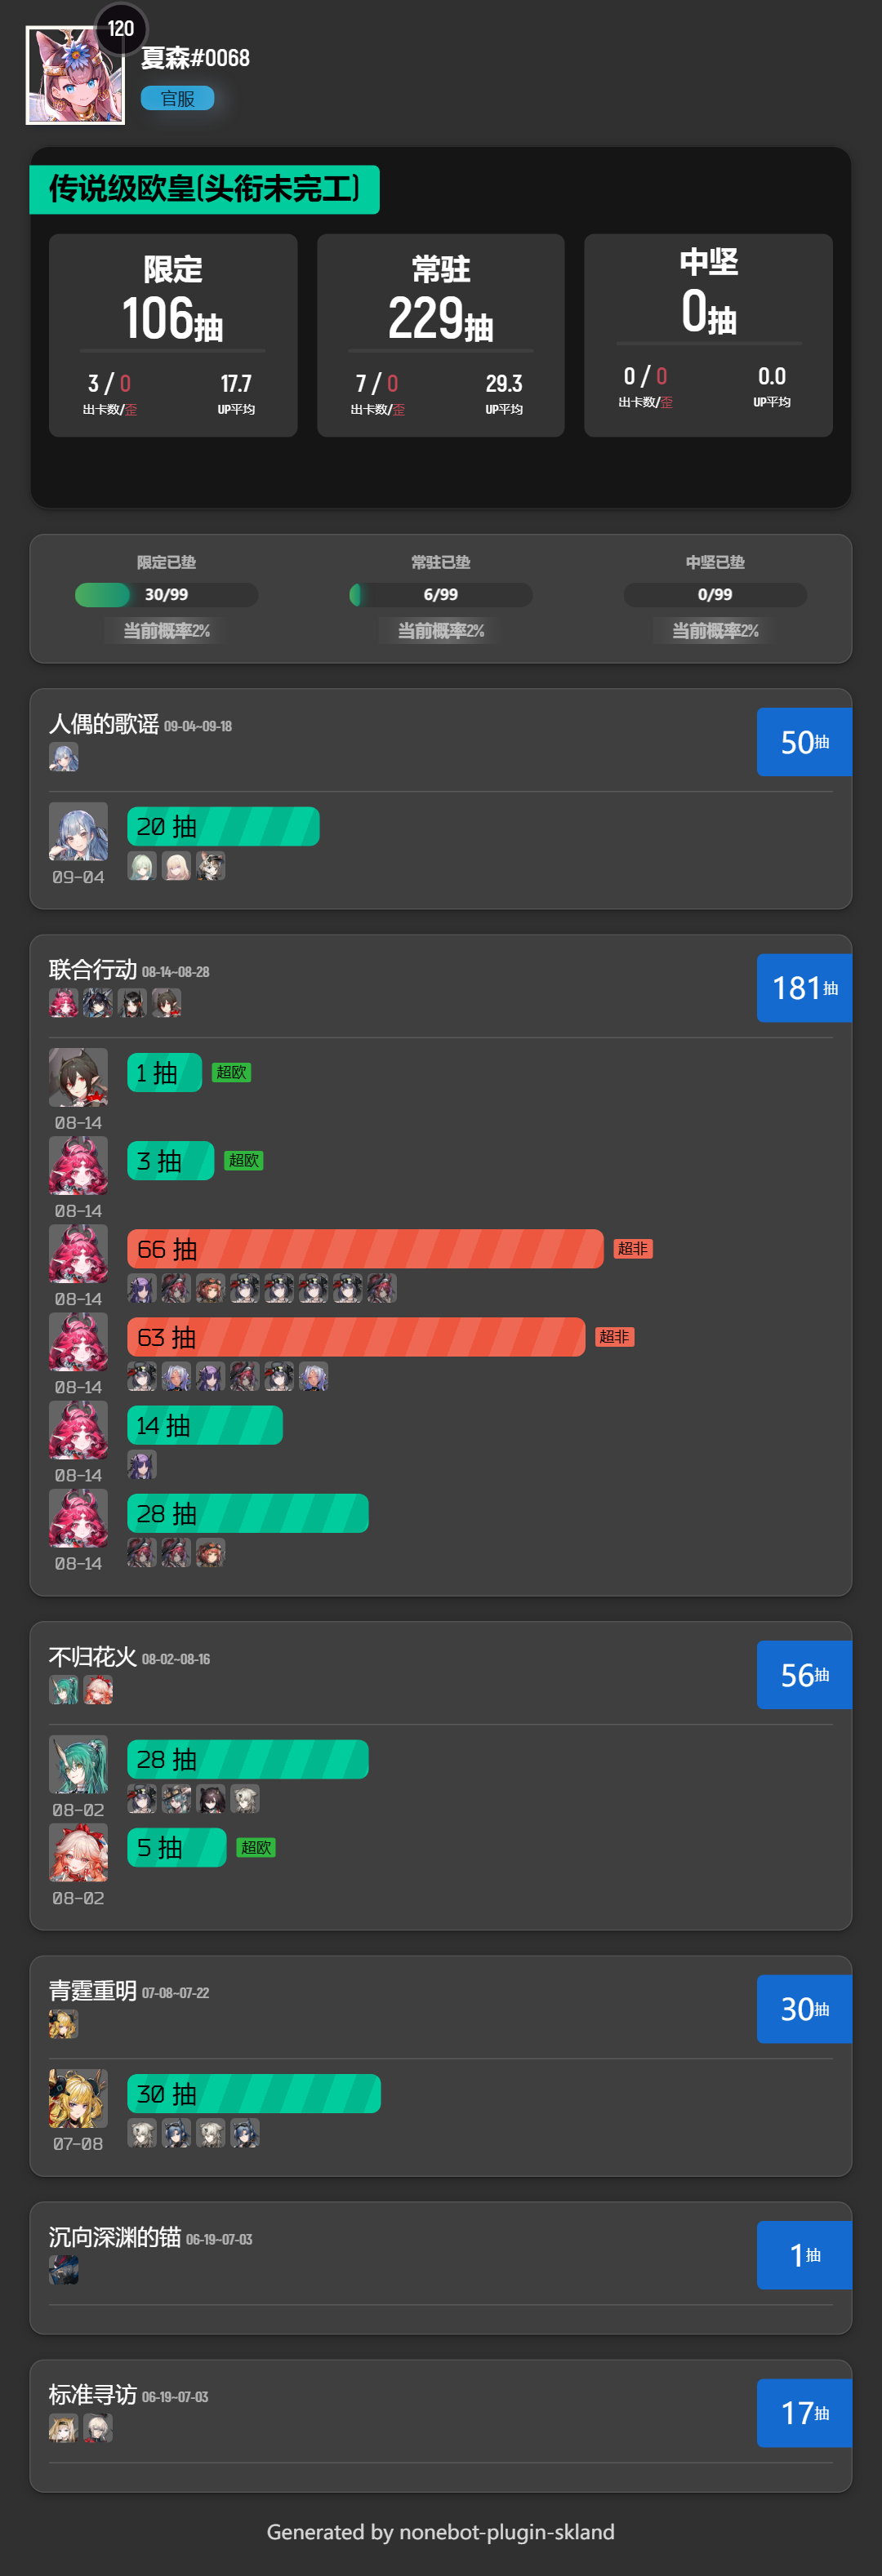 120
夏森#0068
官服
传说级欧皇[头衔未完工]
限定
106抽
3 / 0
出卡数/歪
17.7
UP平均
常驻
229抽
7 / 0
出卡数/歪
29.3
UP平均
中坚
0抽
0 / 0
出卡数/歪
0.0
UP平均
限定已垫
30/99
当前概率2%
常驻已垫
6/99
当前概率2%
中坚已垫
0/99
当前概率2%
人偶的歌谣 09-04~09-18
50抽
20 抽
09-04
联合行动 08-14~08-28
181抽
1 抽 超欧
08-14
3 抽 超欧
08-14
66 抽 超非
08-14
63 抽 超非
08-14
14 抽
08-14
28 抽
08-14
不归花火 08-02~08-16
56抽
28 抽
08-02
5 抽 超欧
08-02
青霆重明 07-08~07-22
30抽
30 抽
07-08
沉向深渊的锚 06-19~07-03
1抽
标准寻访 06-19~07-03
17抽
Generated by nonebot-plugin-skland